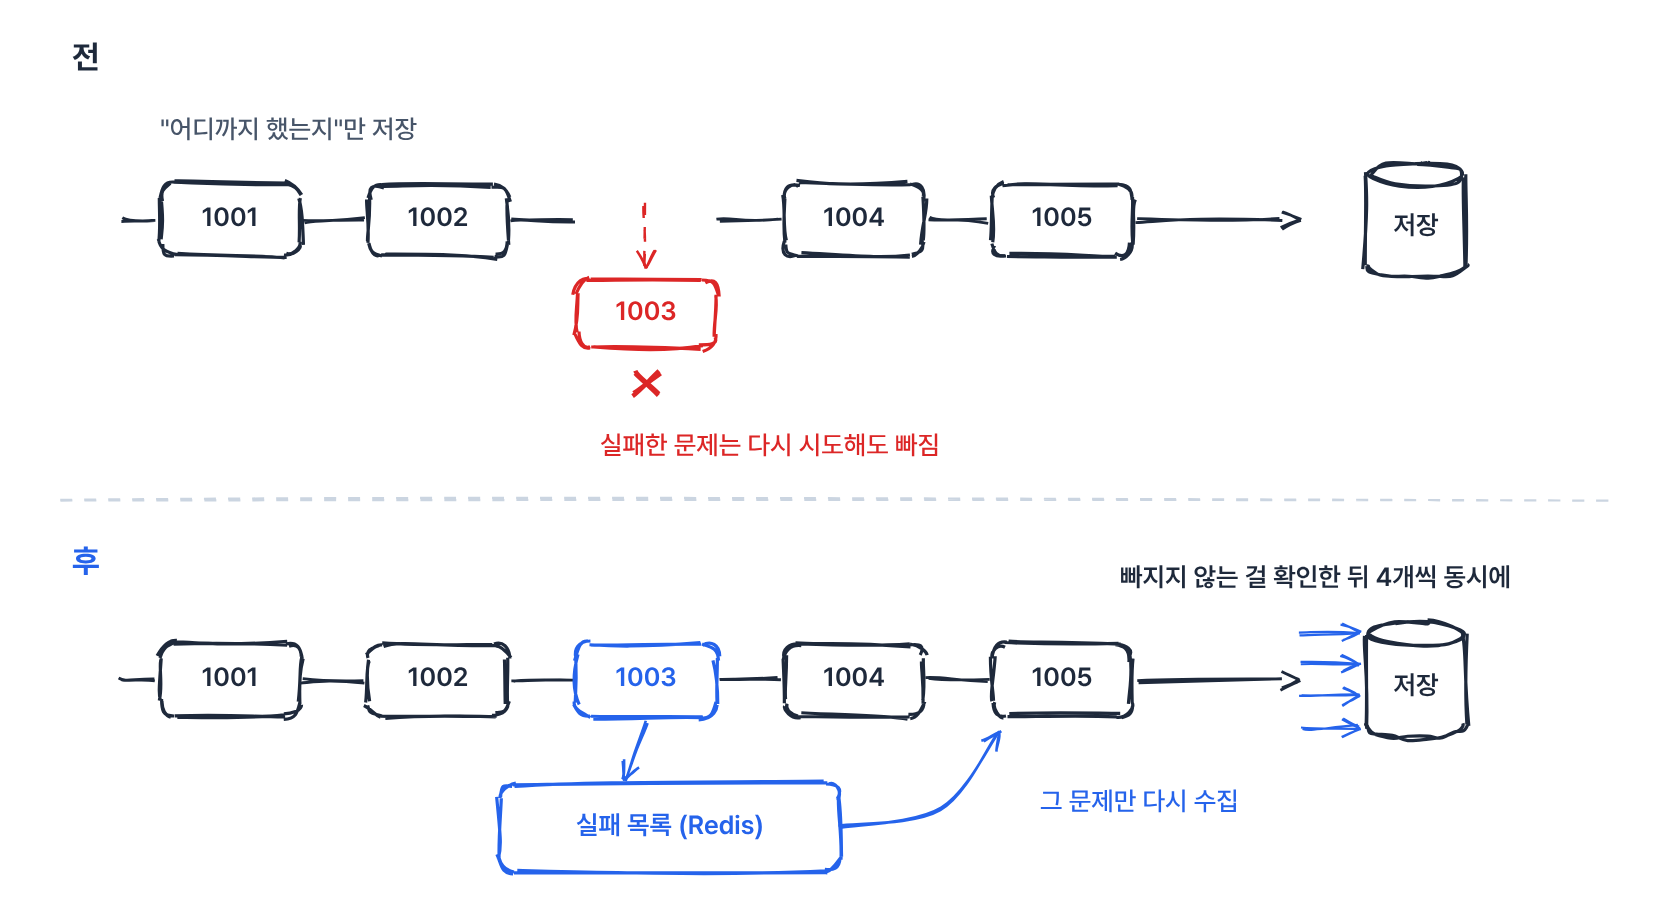 전
"어디까지 했는지"만 저장
1001
1002
1004
1005
저장
1003
실패한 문제는 다시 시도해도 빠짐
후
빠지지 않는 걸 확인한 뒤 4개씩 동시에
1001
1002
1003
1004
1005
저장
그 문제만 다시 수집
실패 목록 (Redis)